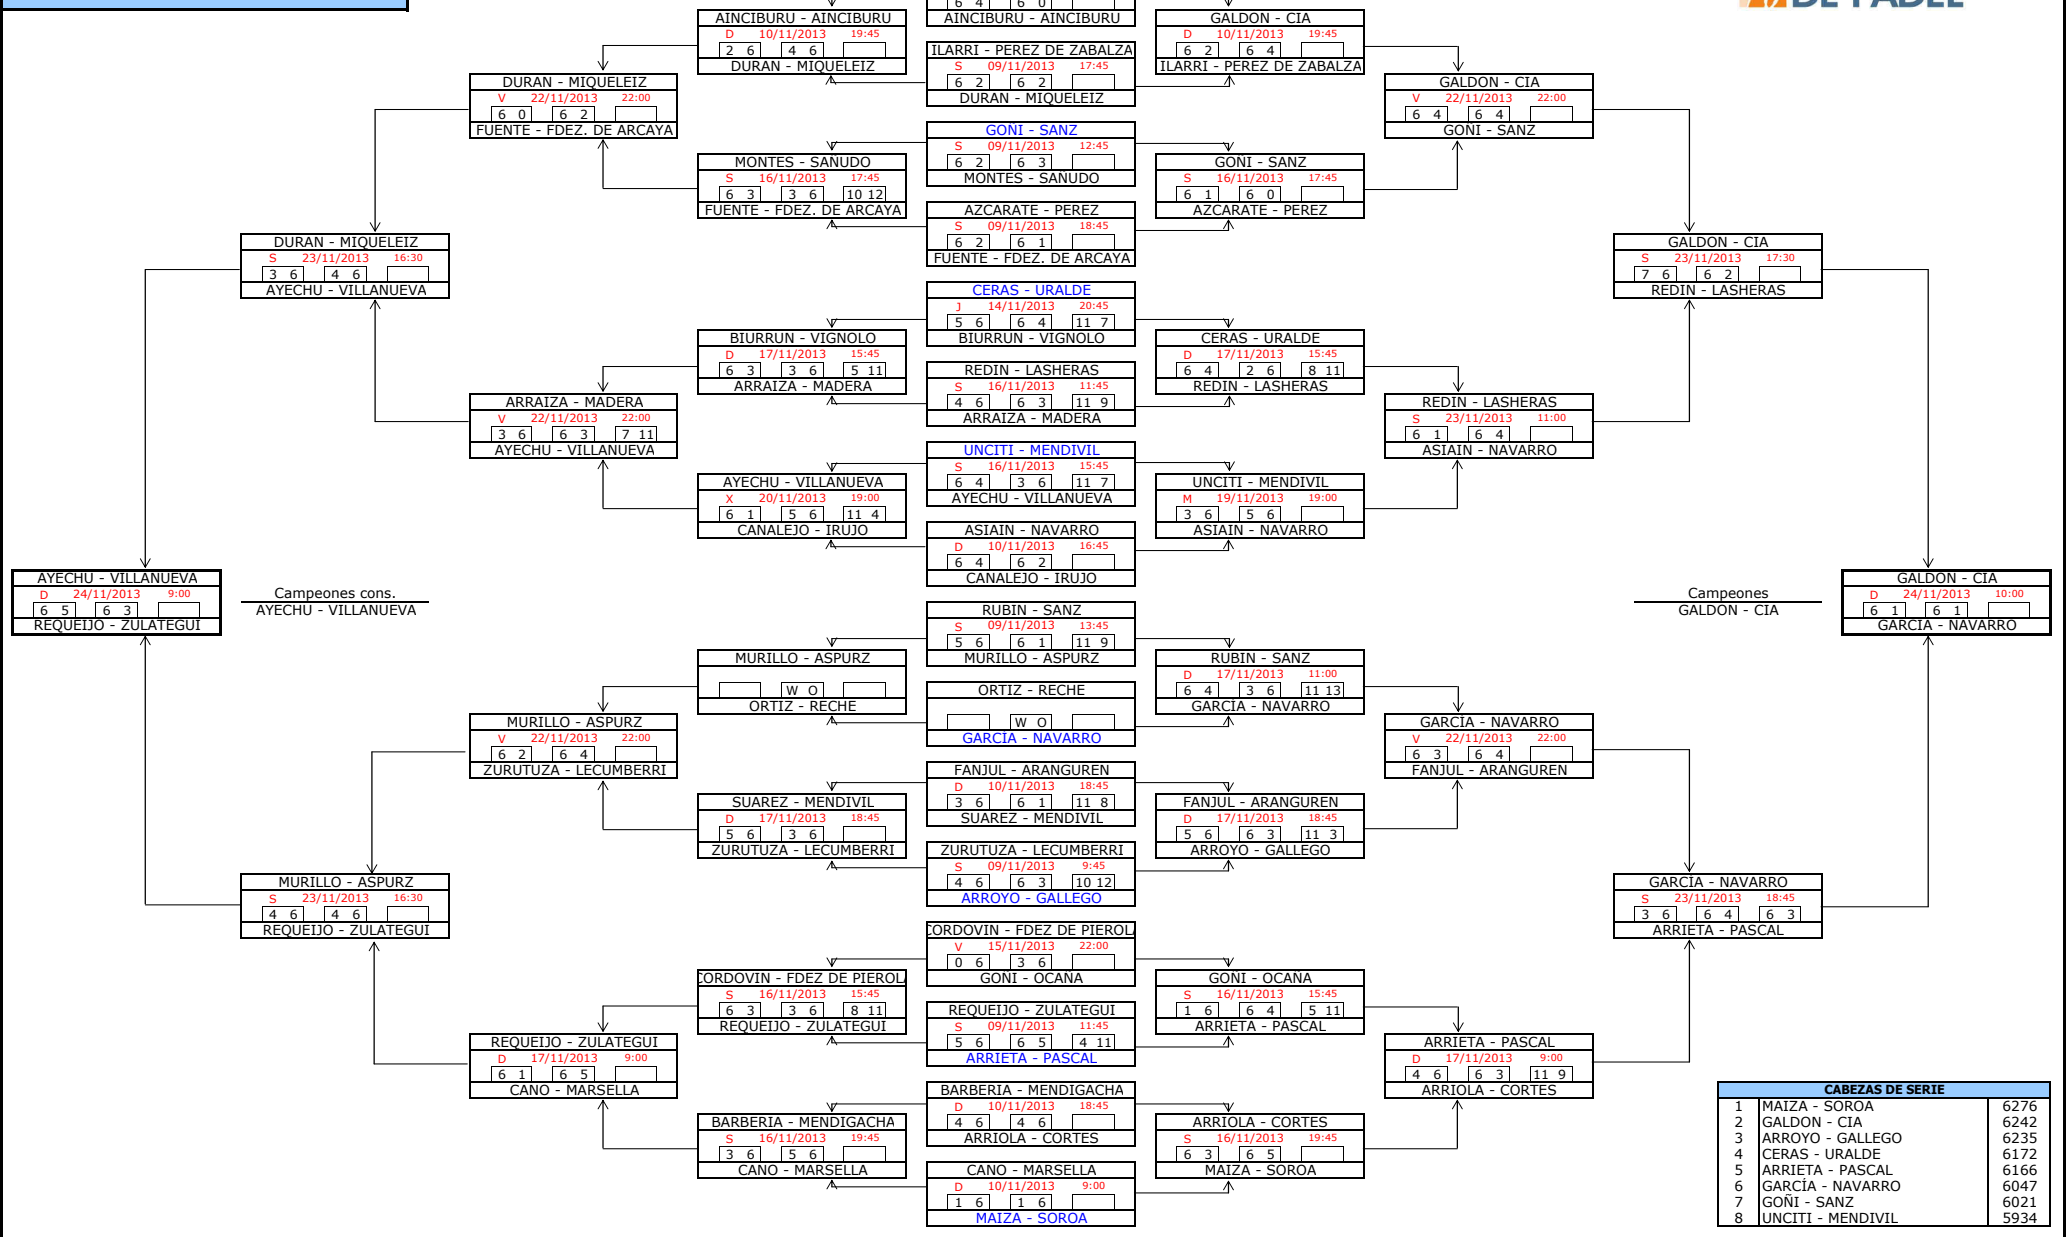 6 4 6 0
DE PADEL
AINCIBURU - AINCIBURU
D 10/11/2013 19:45
2 6 4 6
DURAN - MIQUELEIZ
AINCIBURU - AINCIBURU
GALDON - CIA
D 10/11/2013 19:45
6 2 6 4
ILARRI - PEREZ DE ZABALZA
ILARRI - PEREZ DE ZABALZA
S 09/11/2013 17:45
6 2 6 2
DURAN - MIQUELEIZ
DURAN - MIQUELEIZ
V 22/11/2013 22:00
6 0 6 2
FUENTE - FDEZ. DE ARCAYA
GALDON - CIA
V 22/11/2013 22:00
6 4 6 4
GOÑI - SANZ
GOÑI - SANZ
S 09/11/2013 12:45
6 2 6 3
MONTES - SAÑUDO
MONTES - SAÑUDO
S 16/11/2013 17:45
6 3 3 6 10 12
FUENTE - FDEZ. DE ARCAYA
GOÑI - SANZ
S 16/11/2013 17:45
6 1 6 0
AZCARATE - PEREZ
AZCARATE - PEREZ
S 09/11/2013 18:45
6 2 6 1
FUENTE - FDEZ. DE ARCAYA
DURAN - MIQUELEIZ
S 23/11/2013 16:30
3 6 4 6
AYECHU - VILLANUEVA
GALDON - CIA
S 23/11/2013 17:30
7 6 6 2
REDIN - LASHERAS
CERAS - URALDE
J 14/11/2013 20:45
5 6 6 4 11 7
BIURRUN - VIGNOLO
BIURRUN - VIGNOLO
D 17/11/2013 15:45
6 3 3 6 5 11
ARRAIZA - MADERA
CERAS - URALDE
D 17/11/2013 15:45
6 4 2 6 8 11
REDIN - LASHERAS
REDIN - LASHERAS
S 16/11/2013 11:45
4 6 6 3 11 9
ARRAIZA - MADERA
ARRAIZA - MADERA
V 22/11/2013 22:00
3 6 6 3 7 11
AYECHU - VILLANUEVA
REDIN - LASHERAS
S 23/11/2013 11:00
6 1 6 4
ASIAIN - NAVARRO
UNCITI - MENDIVIL
S 16/11/2013 15:45
6 4 3 6 11 7
AYECHU - VILLANUEVA
AYECHU - VILLANUEVA
X 20/11/2013 19:00
6 1 5 6 11 4
CANALEJO - IRUJO
UNCITI - MENDIVIL
M 19/11/2013 19:00
3 6 5 6
ASIAIN - NAVARRO
ASIAIN - NAVARRO
D 10/11/2013 16:45
6 4 6 2
CANALEJO - IRUJO
AYECHU - VILLANUEVA
D 24/11/2013 9:00
6 5 6 3
REQUEIJO - ZULATEGUI
Campeones cons.
AYECHU - VILLANUEVA
Campeones
GALDON - CIA
GALDON - CIA
D 24/11/2013 10:00
6 1 6 1
GARCÍA - NAVARRO
RUBIN - SANZ
S 09/11/2013 13:45
5 6 6 1 11 9
MURILLO - ASPURZ
MURILLO - ASPURZ
W O
ORTIZ - RECHE
RUBIN - SANZ
D 17/11/2013 11:00
6 4 3 6 11 13
GARCÍA - NAVARRO
ORTIZ - RECHE
W O
GARCÍA - NAVARRO
MURILLO - ASPURZ
V 22/11/2013 22:00
6 2 6 4
ZURUTUZA - LECUMBERRI
GARCÍA - NAVARRO
V 22/11/2013 22:00
6 3 6 4
FANJUL - ARANGUREN
FANJUL - ARANGUREN
D 10/11/2013 18:45
3 6 6 1 11 8
SUAREZ - MENDIVIL
SUAREZ - MENDIVIL
D 17/11/2013 18:45
5 6 3 6
ZURUTUZA - LECUMBERRI
FANJUL - ARANGUREN
D 17/11/2013 18:45
5 6 6 3 11 3
ARROYO - GALLEGO
ZURUTUZA - LECUMBERRI
S 09/11/2013 9:45
4 6 6 3 10 12
ARROYO - GALLEGO
MURILLO - ASPURZ
S 23/11/2013 16:30
4 6 4 6
REQUEIJO - ZULATEGUI
GARCÍA - NAVARRO
S 23/11/2013 18:45
3 6 6 4 6 3
ARRIETA - PASCAL
CORDOVIN - FDEZ DE PIEROLA
V 15/11/2013 22:00
0 6 3 6
GOÑI - OCAÑA
CORDOVIN - FDEZ DE PIEROLA
S 16/11/2013 15:45
6 3 3 6 8 11
REQUEIJO - ZULATEGUI
GOÑI - OCAÑA
S 16/11/2013 15:45
1 6 6 4 5 11
ARRIETA - PASCAL
REQUEIJO - ZULATEGUI
S 09/11/2013 11:45
5 6 6 5 4 11
ARRIETA - PASCAL
REQUEIJO - ZULATEGUI
D 17/11/2013 9:00
6 1 6 5
CANO - MARSELLA
ARRIETA - PASCAL
D 17/11/2013 9:00
4 6 6 3 11 9
ARRIOLA - CORTES
BARBERIA - MENDIGACHA
D 10/11/2013 18:45
4 6 4 6
ARRIOLA - CORTES
BARBERIA - MENDIGACHA
S 16/11/2013 19:45
3 6 5 6
CANO - MARSELLA
ARRIOLA - CORTES
S 16/11/2013 19:45
6 3 6 5
MAIZA - SOROA
CANO - MARSELLA
D 10/11/2013 9:00
1 6 1 6
MAIZA - SOROA
CABEZAS DE SERIE
1 MAIZA - SOROA 6276
2 GALDON - CIA 6242
3 ARROYO - GALLEGO 6235
4 CERAS - URALDE 6172
5 ARRIETA - PASCAL 6166
6 GARCÍA - NAVARRO 6047
7 GOÑI - SANZ 6021
8 UNCITI - MENDIVIL 5934